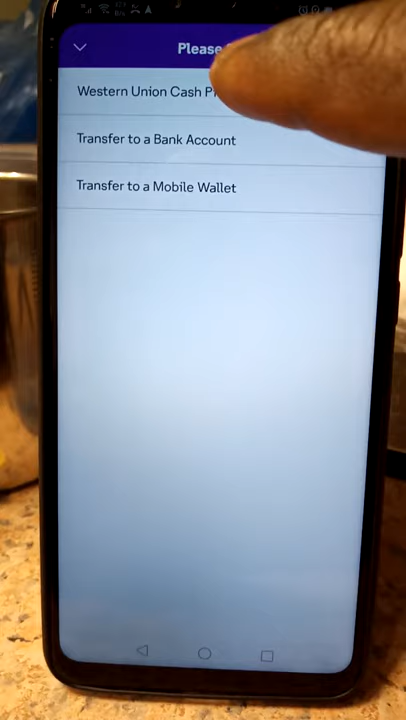 Please
Western Union Cash
Transfer to a Bank Account
Transfer to a Mobile Wallet